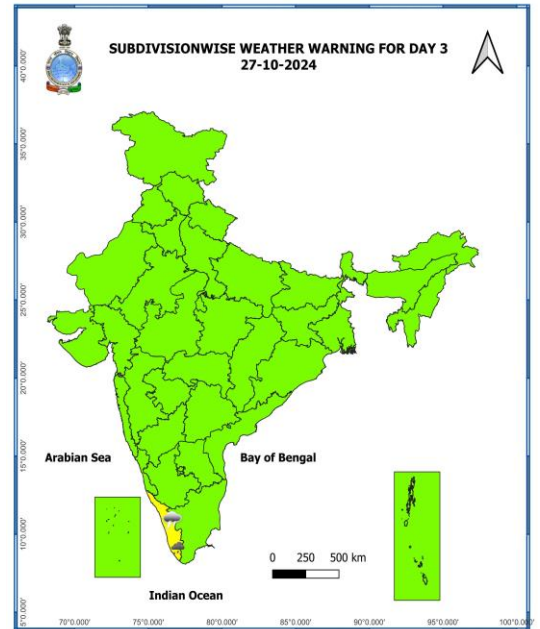 SUBDIVISIONWISE WEATHER WARNING FOR DAY 3
27-10-2024
40°0.000'
35°0.000'
30°0.000'
25°0.000'
20°0.000'
15°0.000'
10°0.000'
5°0.000'
Arabian Sea
Bay of Bengal
0 250 500 km
Indian Ocean
70°0.000' 75°0.000' 80°0.000' 85°0.000' 90°0.000' 95°0.000' 100°0.000'